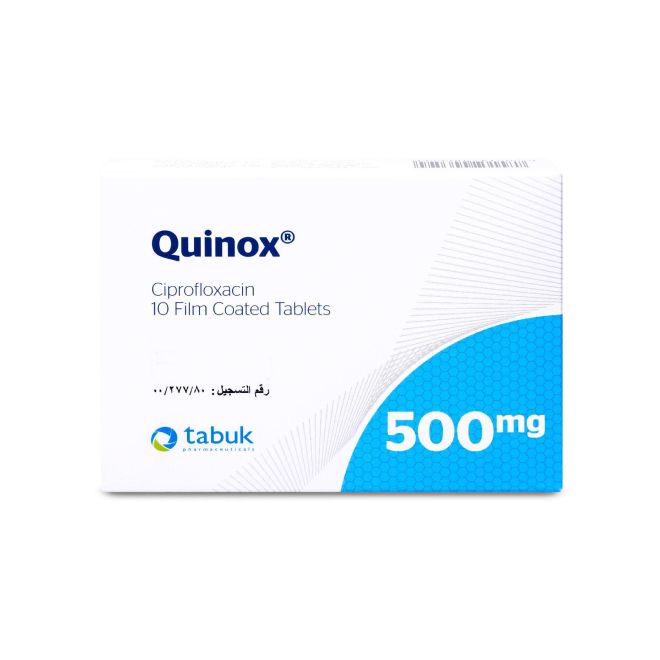 Quinox®
Ciprofloxacin
10 Film Coated Tablets
رقم التسجيل: ٠٠/٢٧٧/٨٠
tabuk
pharmaceuticals
500mg